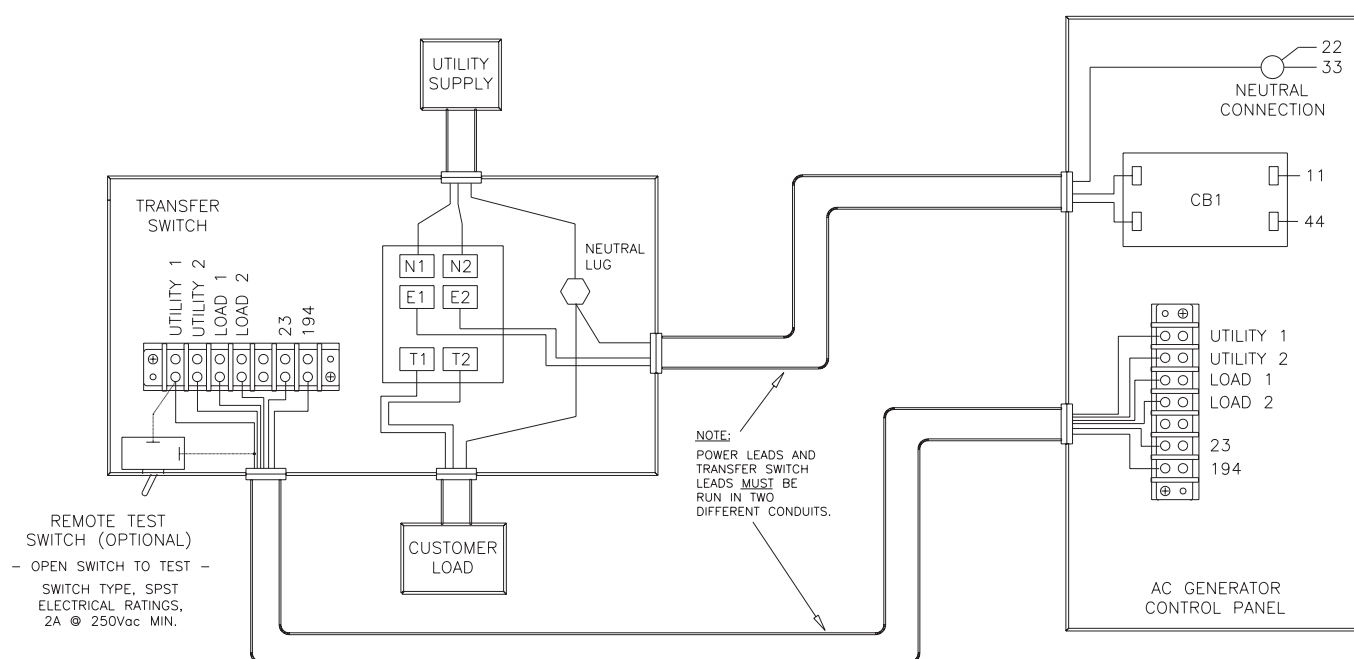 UTILITY
SUPPLY
TRANSFER
SWITCH
UTILITY 1
UTILITY 2
LOAD 1
LOAD 2
23
194
N1
N2
E1
E2
T1
T2
NEUTRAL
LUG
REMOTE TEST
SWITCH (OPTIONAL)
– OPEN SWITCH TO TEST –
SWITCH TYPE, SPST
ELECTRICAL RATINGS,
2A @ 250Vac MIN.
CUSTOMER
LOAD
NOTE:
POWER LEADS AND
TRANSFER SWITCH
LEADS MUST BE
RUN IN TWO
DIFFERENT CONDUITS.
22
33
NEUTRAL
CONNECTION
CB1
11
44
UTILITY 1
UTILITY 2
LOAD 1
LOAD 2
23
194
AC GENERATOR
CONTROL PANEL